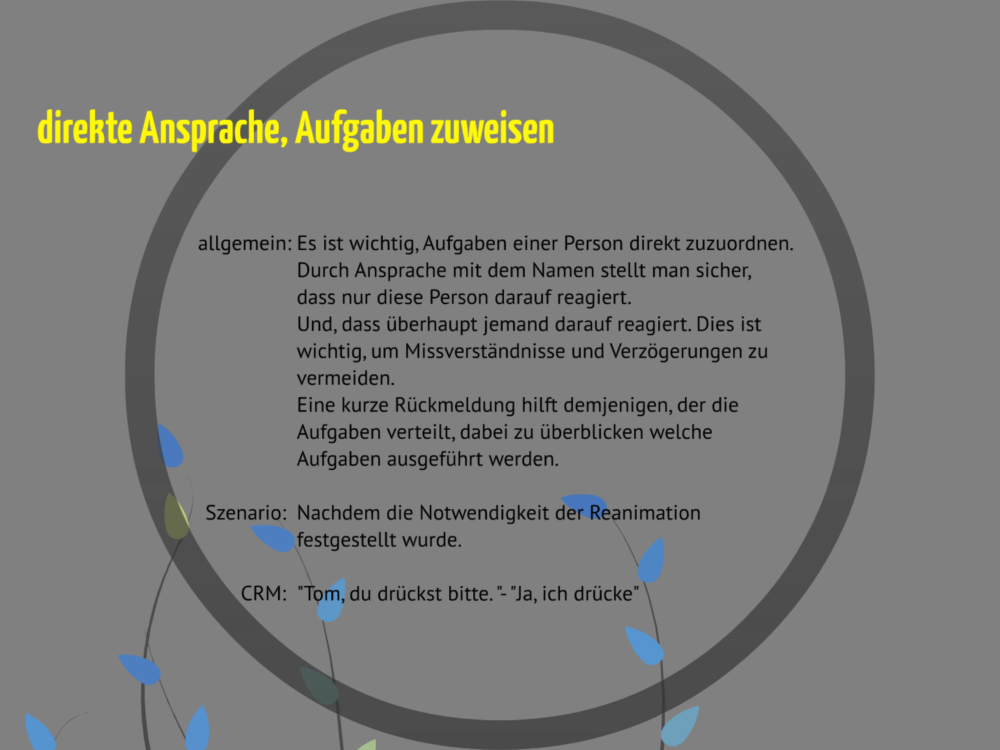 direkte Ansprache, Aufgaben zuweisen
allgemein: Es ist wichtig, Aufgaben einer Person direkt zuzuordnen.
Durch Ansprache mit dem Namen stellt man sicher,
dass nur diese Person darauf reagiert.
Und, dass überhaupt jemand darauf reagiert. Dies ist
wichtig, um Missverständnisse und Verzögerungen zu
vermeiden.
Eine kurze Rückmeldung hilft demjenigen, der die
Aufgaben verteilt, dabei zu überblicken welche
Aufgaben ausgeführt werden.
Szenario: Nachdem die Notwendigkeit der Reanimation
festgestellt wurde.
CRM: "Tom, du drückst bitte. "- "Ja, ich drücke"